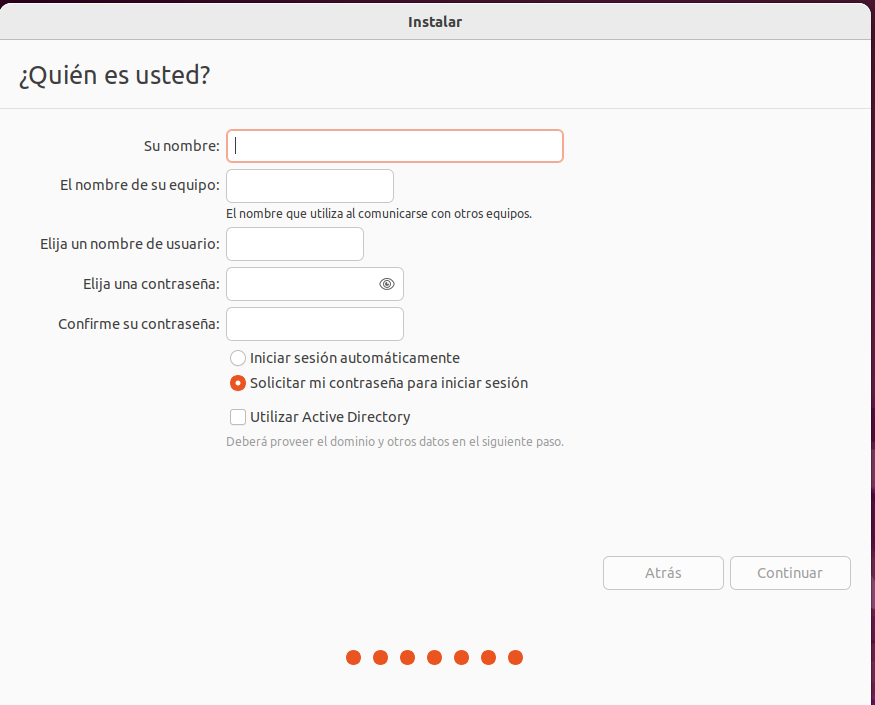 Instalar
¿Quién es usted?
Su nombre:
El nombre de su equipo:
El nombre que utiliza al comunicarse con otros equipos.
Elija un nombre de usuario:
Elija una contraseña:
Confirme su contraseña:
Iniciar sesión automáticamente
Solicitar mi contraseña para iniciar sesión
Utilizar Active Directory
Deberá proveer el dominio y otros datos en el siguiente paso.
Atrás Continuar